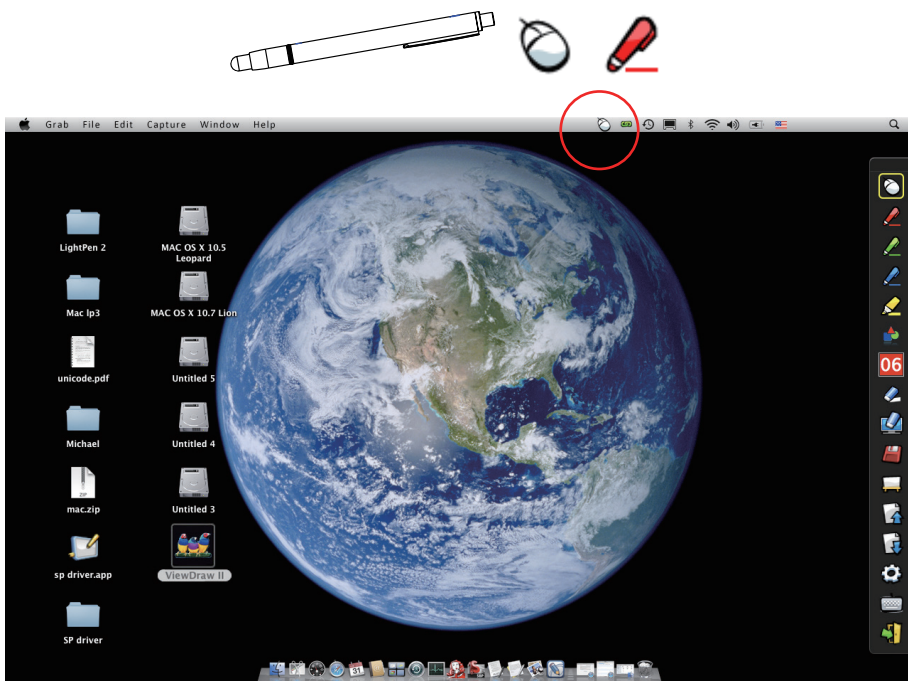 Grab File Edit Capture Window Help
LightPen 2
MAC OS X 10.5
Leopard
Mac lp3
MAC OS X 10.7 Lion
unicode.pdf
Untitled 5
Michael
Untitled 4
ZIP
mac.zip
Untitled 3
sp driver.app
ViewDraw II
SP driver
06
31